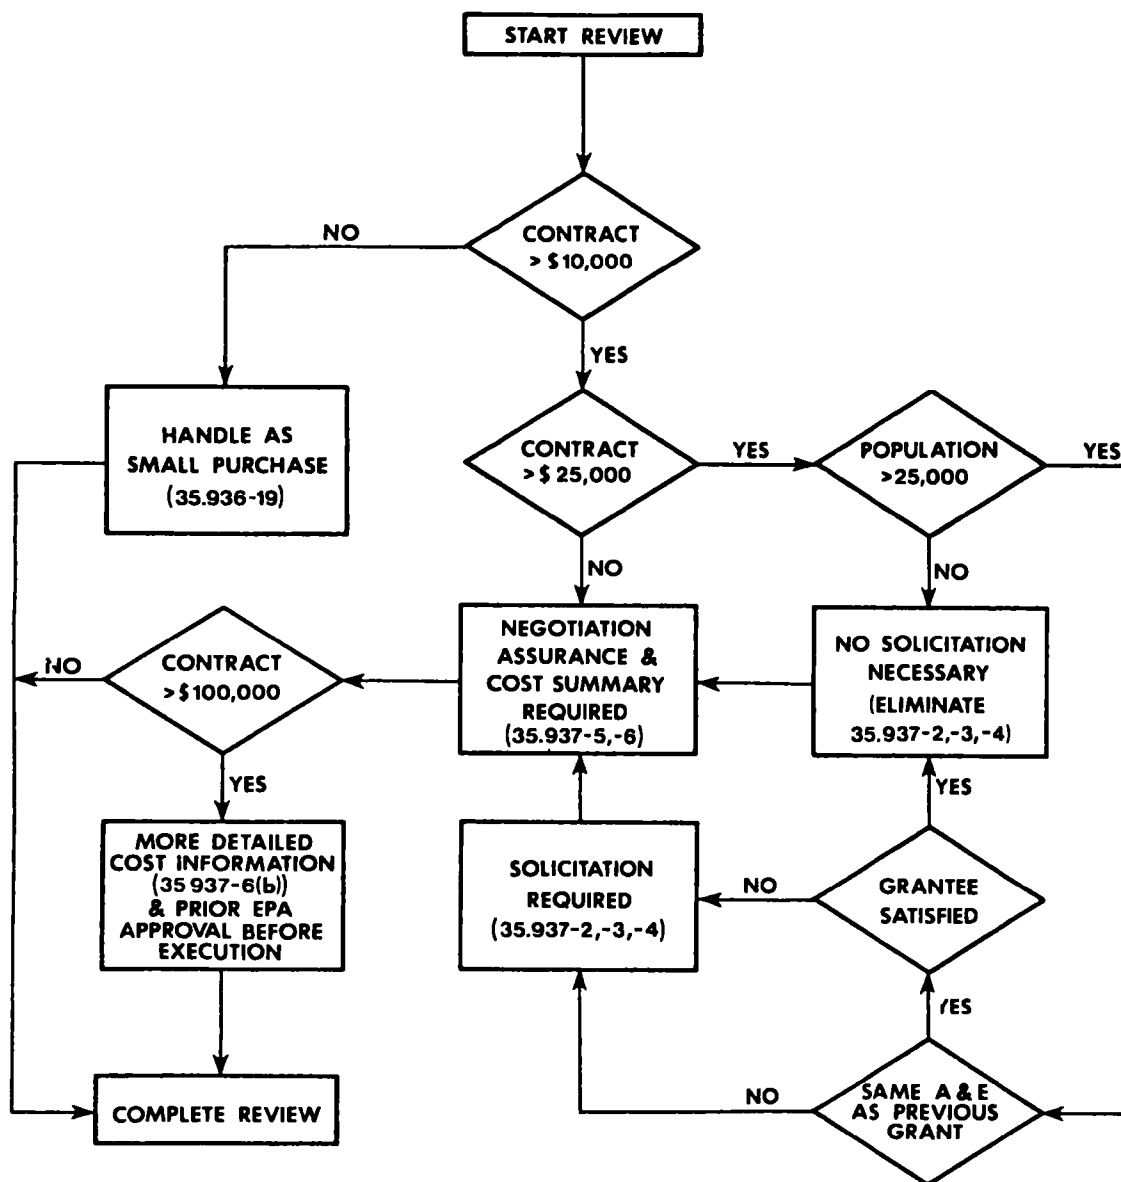 START REVIEW
CONTRACT
> $10,000
NO
YES
HANDLE AS
SMALL PURCHASE
(35.936-19)
CONTRACT
>$ 25,000
YES
POPULATION
>25,000
YES
NO
NO
NEGOTIATION
ASSURANCE &
COST SUMMARY
REQUIRED
(35.937-5,-6)
NO SOLICITATION
NECESSARY
(ELIMINATE
35.937-2,-3,-4)
CONTRACT
>$100,000
NO
YES
YES
MORE DETAILED
COST INFORMATION
(35 937-6(b))
& PRIOR EPA
APPROVAL BEFORE
EXECUTION
SOLICITATION
REQUIRED
(35.937-2,-3,-4)
NO
GRANTEE
SATISFIED
YES
COMPLETE REVIEW
NO
SAME A & E
AS PREVIOUS
GRANT